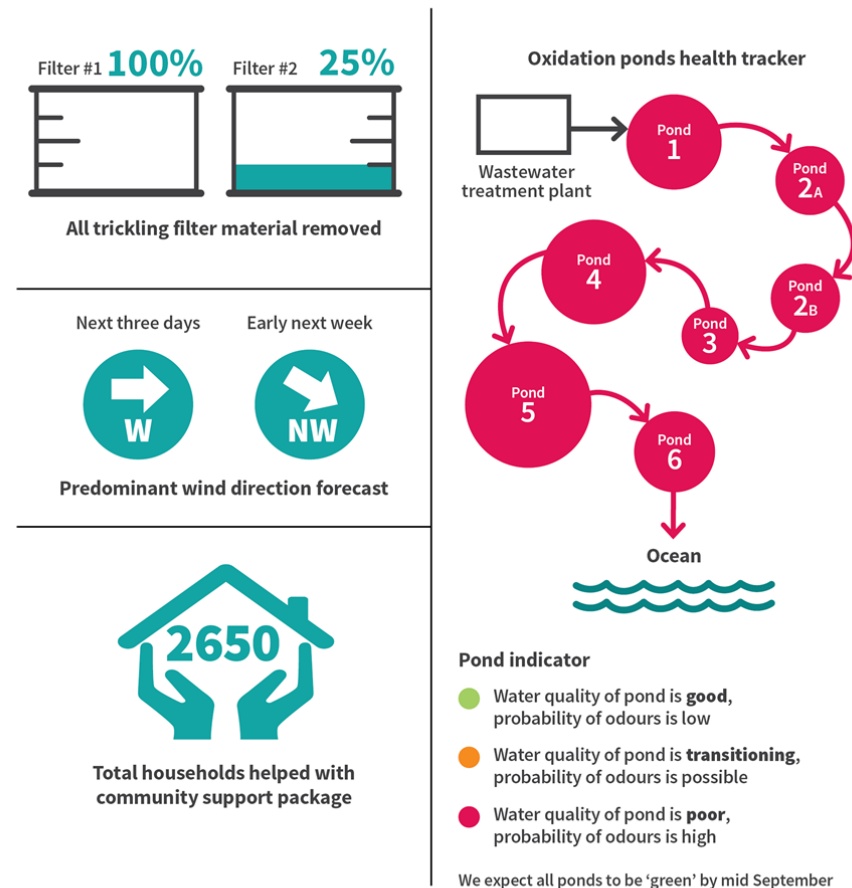 Filter #1 100%
Filter #2 25%
All trickling filter material removed
Next three days
W
Early next week
NW
Predominant wind direction forecast
2650
Total households helped with
community support package
Oxidation ponds health tracker
Wastewater
treatment plant
Pond
1
Pond
2A
Pond
2B
Pond
3
Pond
4
Pond
5
Pond
6
Ocean
Pond indicator
Water quality of pond is good,
probability of odours is low
Water quality of pond is transitioning,
probability of odours is possible
Water quality of pond is poor,
probability of odours is high
We expect all ponds to be ‘green’ by mid September